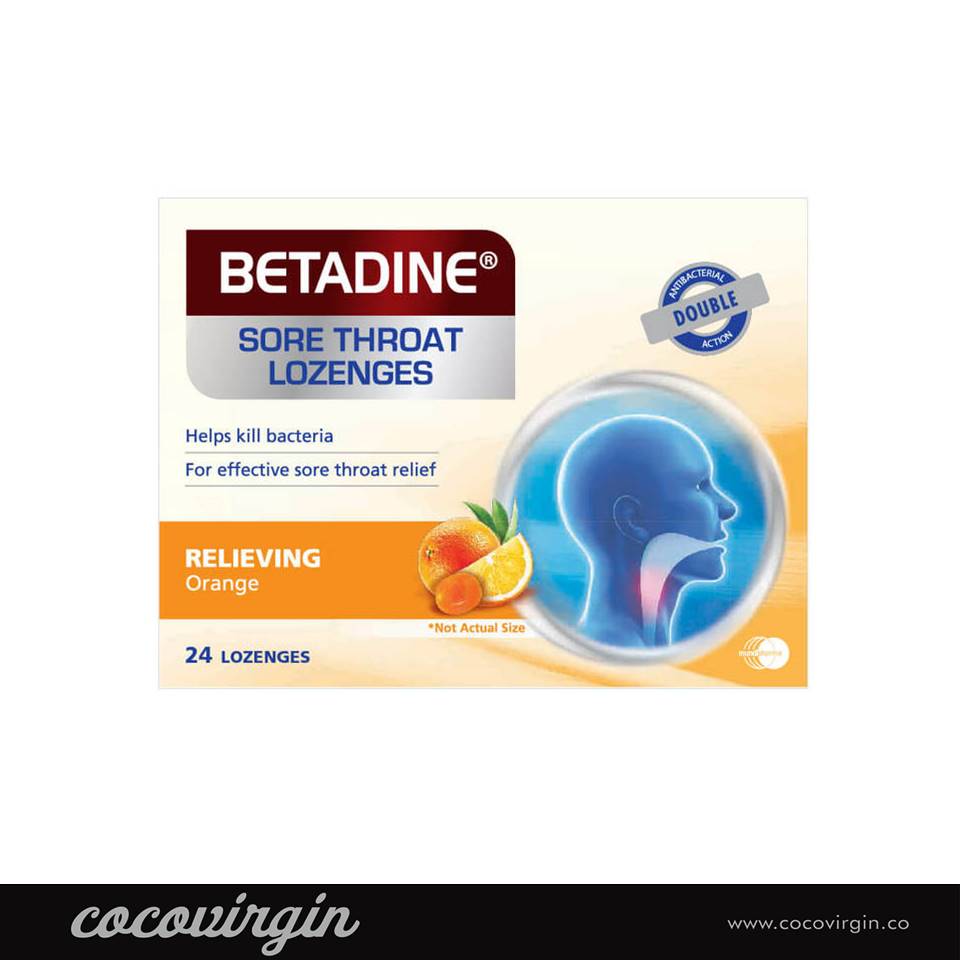 BETADINE®
SORE THROAT
LOZENGES
ANTIBACTERIAL
DOUBLE
ACTION
Helps kill bacteria
For effective sore throat relief
RELIEVING
Orange
*Not Actual Size
24 LOZENGES
mundipharma
cocovirgin
www.cocovirgin.co